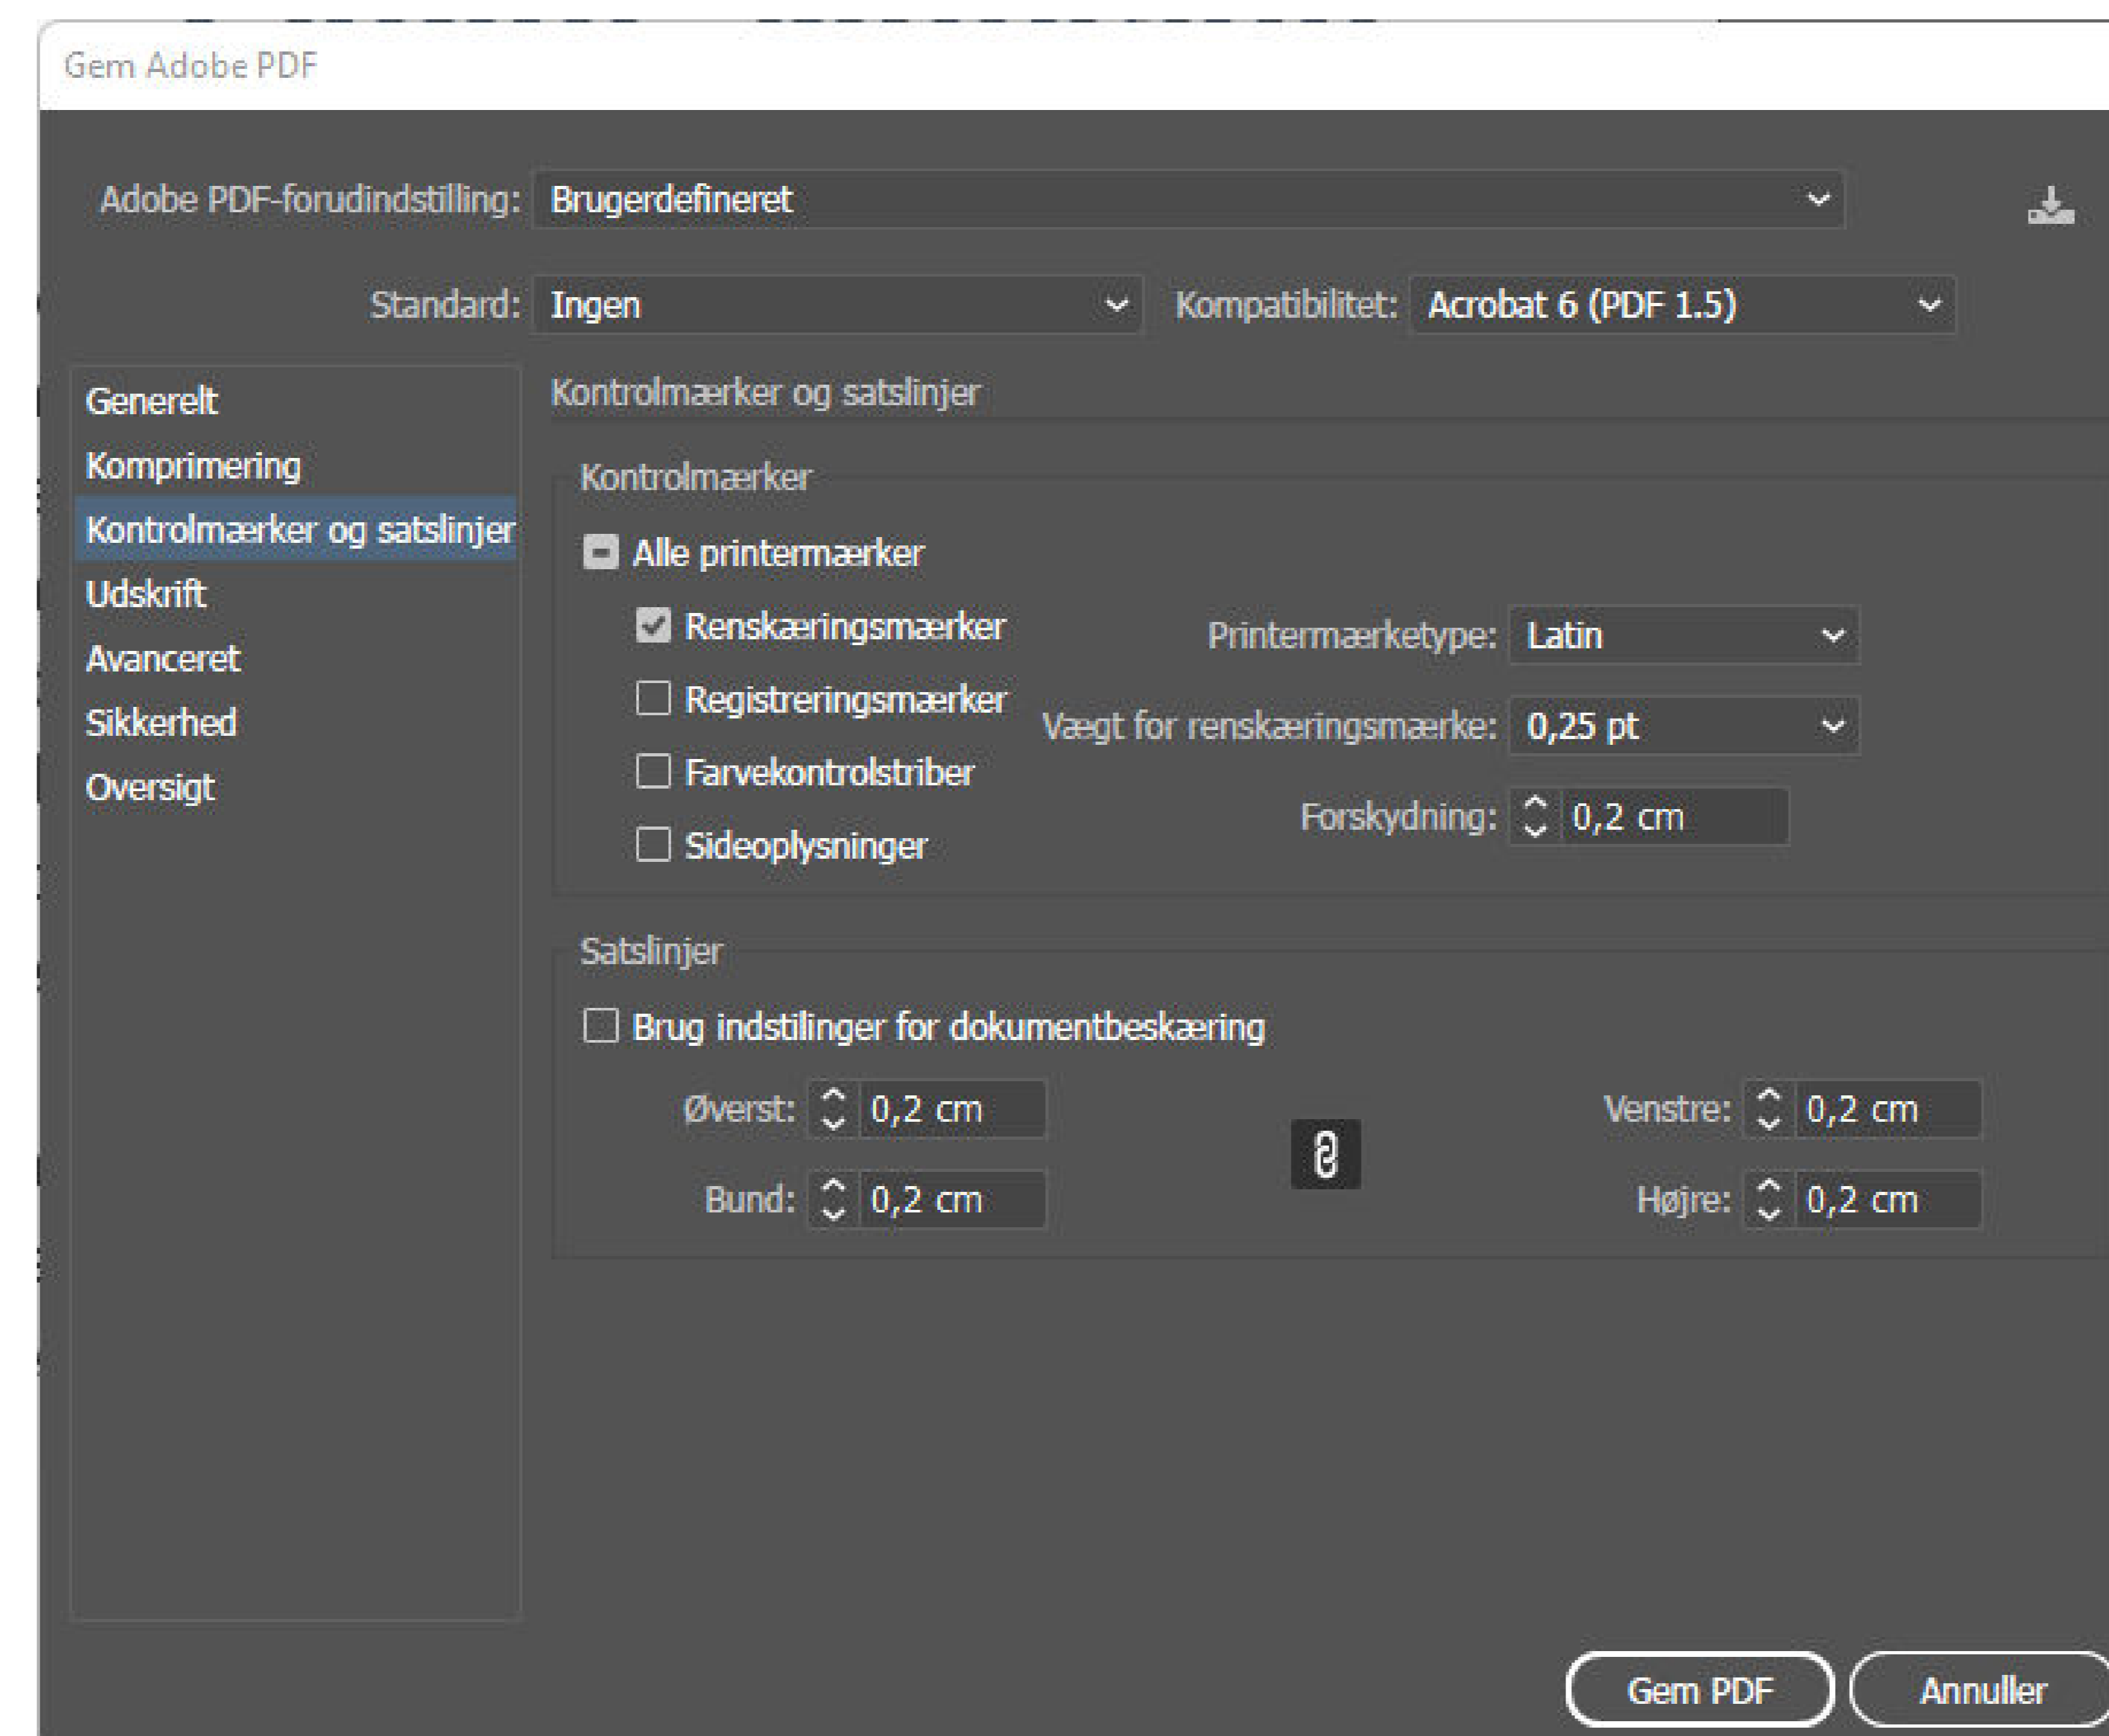 Gem Adobe PDF
Adobe PDF-forudindstilling: Brugerdefineret
Standard: Ingen Kompatibilitet: Acrobat 6 (PDF 1.5)
Generelt
Komprimering
Kontrolmærker og satslinjer
Udskrift
Avanceret
Sikkerhed
Oversigt
Kontrolmærker og satslinjer
Kontrolmærker
Alle printermærker
Renskæringsmærker
Registreringsmærker
Farvekontrolstriber
Sideoplysninger
Printermærketype: Latin
Vægt for renskæringsmærke: 0,25 pt
Forskydning: 0,2 cm
Satslinjer
Brug indstilinger for dokumentbeskæring
Øverst: 0,2 cm Venstre: 0,2 cm
Bund: 0,2 cm Højre: 0,2 cm
Gem PDF Annuller